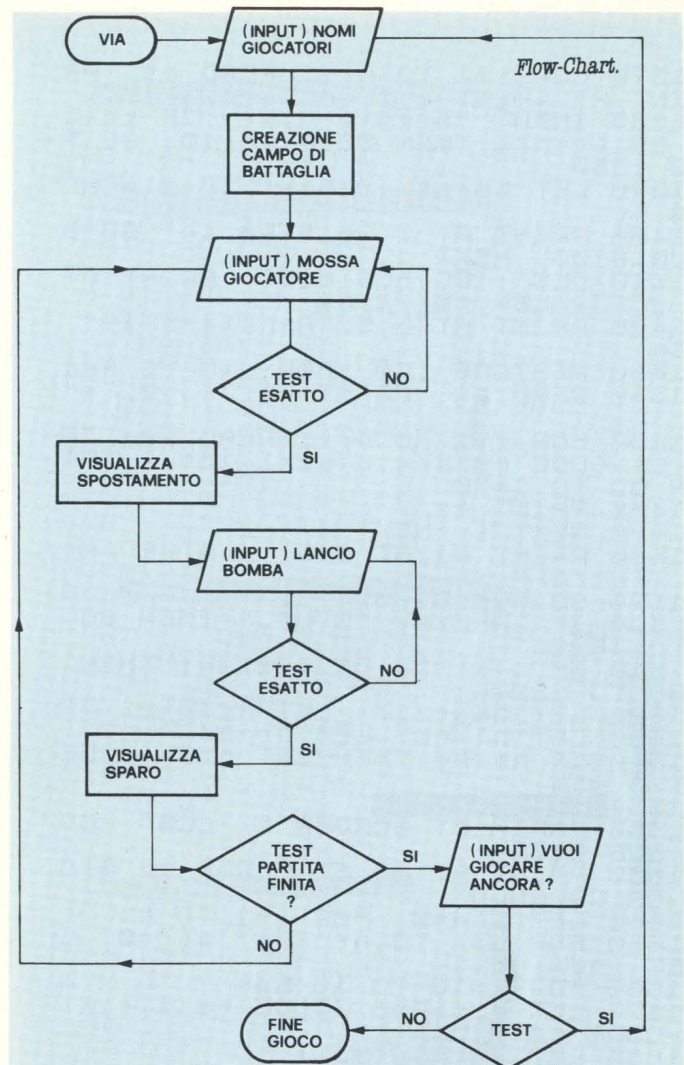 VIA
(INPUT) NOMI
GIOCATORI
Flow-Chart.
CREAZIONE
CAMPO DI
BATTAGLIA
(INPUT) MOSSA
GIOCATORE
TEST
ESATTO
NO
SI
VISUALIZZA
SPOSTAMENTO
(INPUT) LANCIO
BOMBA
TEST
ESATTO
NO
SI
VISUALIZZA
SPARO
TEST
PARTITA
FINITA
?
SI
NO
(INPUT) VUOI
GIOCARE
ANCORA ?
TEST
NO
SI
FINE
GIOCO